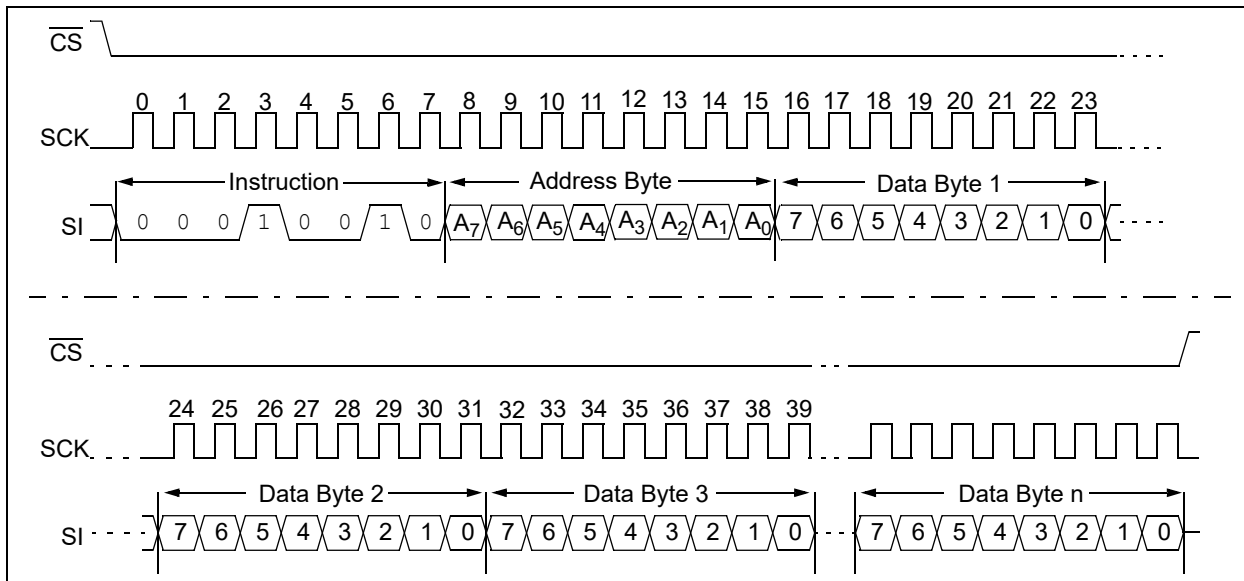 CS
0 1 2 3 4 5 6 7 8 9 10 11 12 13 14 15 16 17 18 19 20 21 22 23
SCK
Instruction Address Byte Data Byte 1
SI 0 0 0 1 0 0 1 0 A7 A6 A5 A4 A3 A2 A1 A0 7 6 5 4 3 2 1 0
CS
24 25 26 27 28 29 30 31 32 33 34 35 36 37 38 39
SCK
Data Byte 2 Data Byte 3 Data Byte n
SI 7 6 5 4 3 2 1 0 7 6 5 4 3 2 1 0 7 6 5 4 3 2 1 0